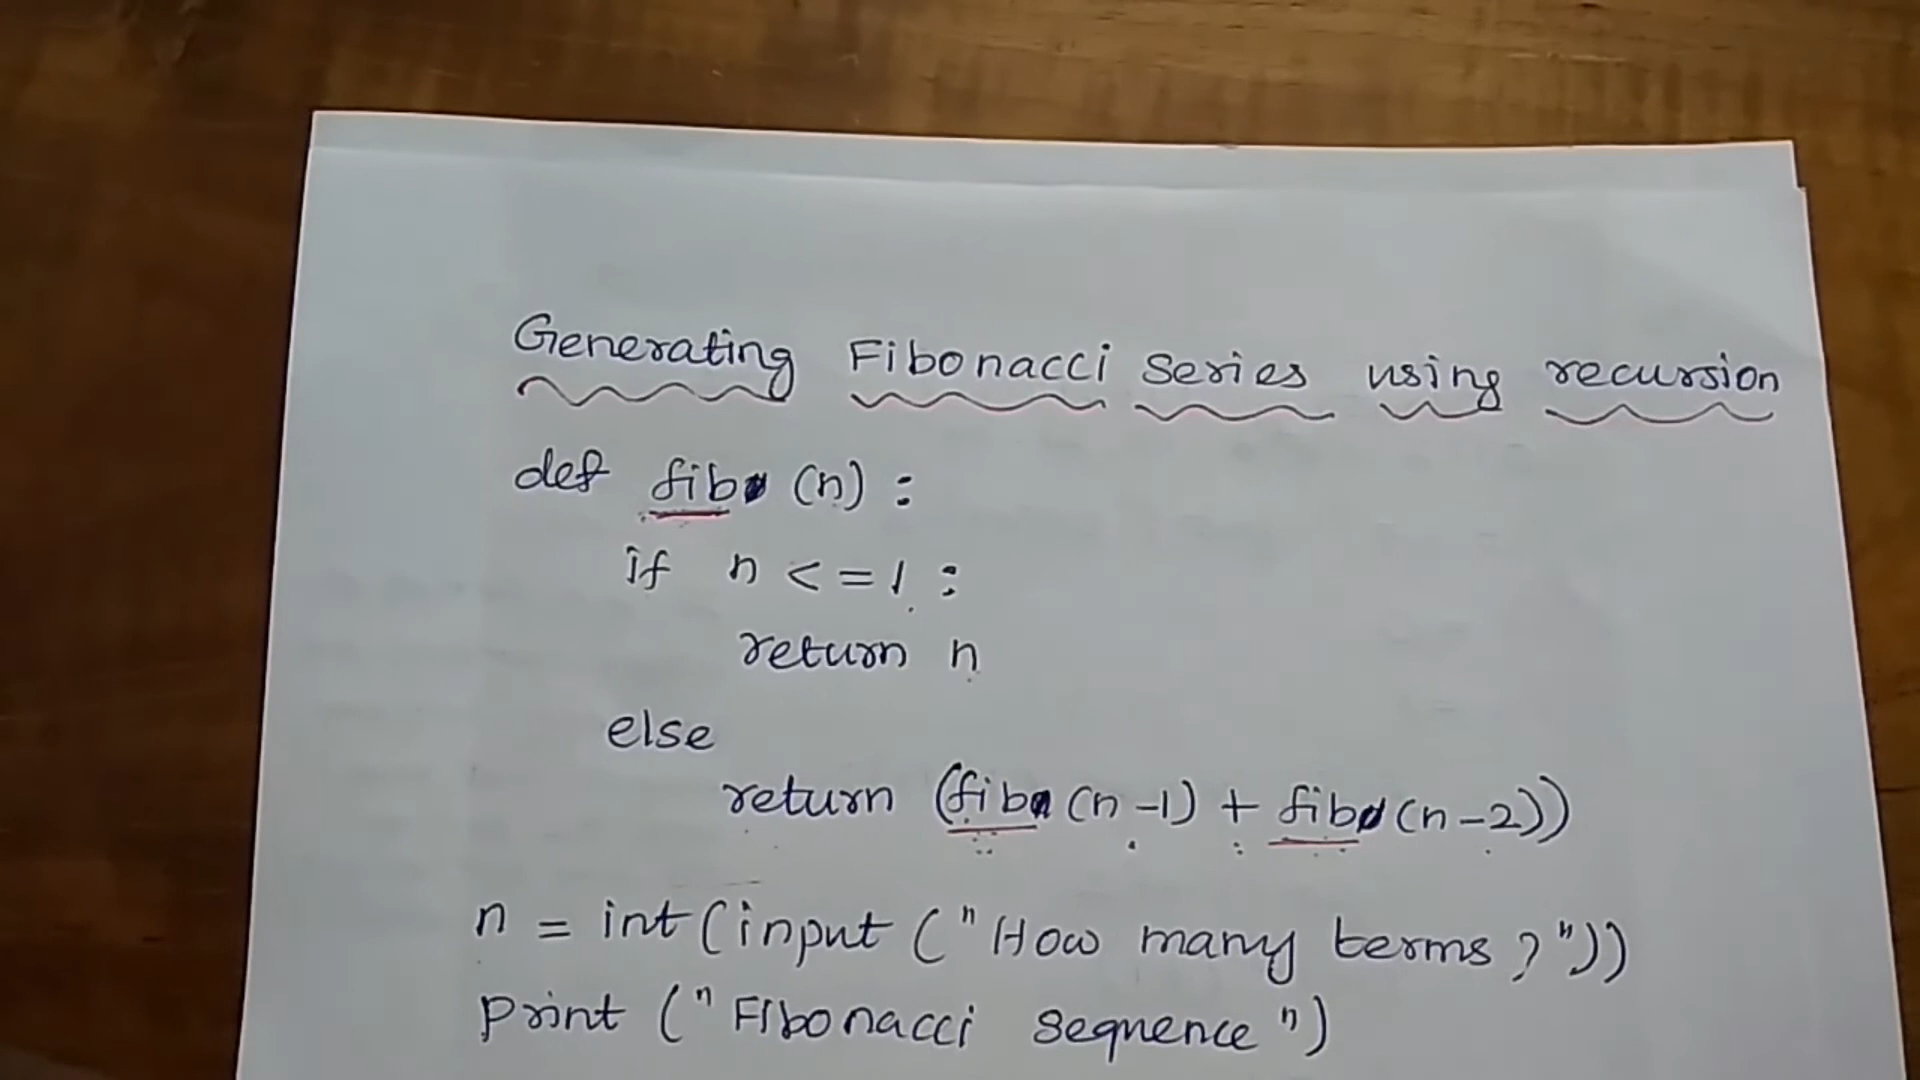 Generating Fibonacci Series using recursion
def fib (n) :
if n <= 1 :
return n
else
return (fib (n-1) + fib (n-2))
n = int (input ("How many terms ?"))
print ("Fibonacci sequence")